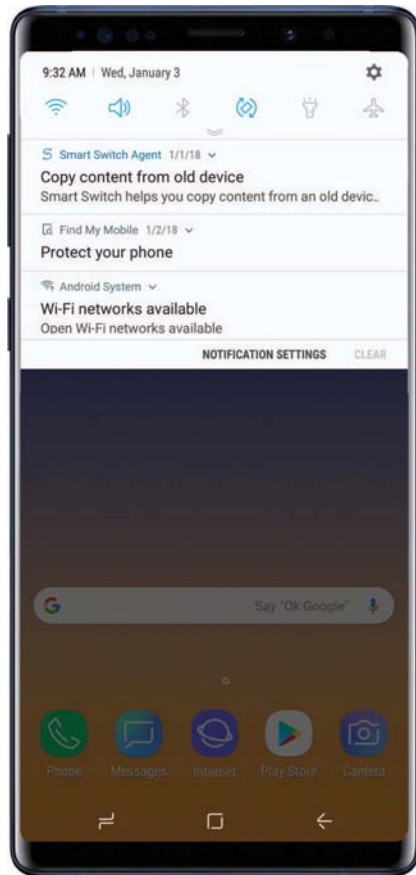 9:32 AM | Wed, January 3
Smart Switch Agent 1/1/18
Copy content from old device
Smart Switch helps you copy content from an old devic..
Find My Mobile 1/2/18
Protect your phone
Android System
Wi-Fi networks available
Open Wi-Fi networks available
NOTIFICATION SETTINGS CLEAR
G Say "Ok Google"
Phone Messages Internet Play Store Camera